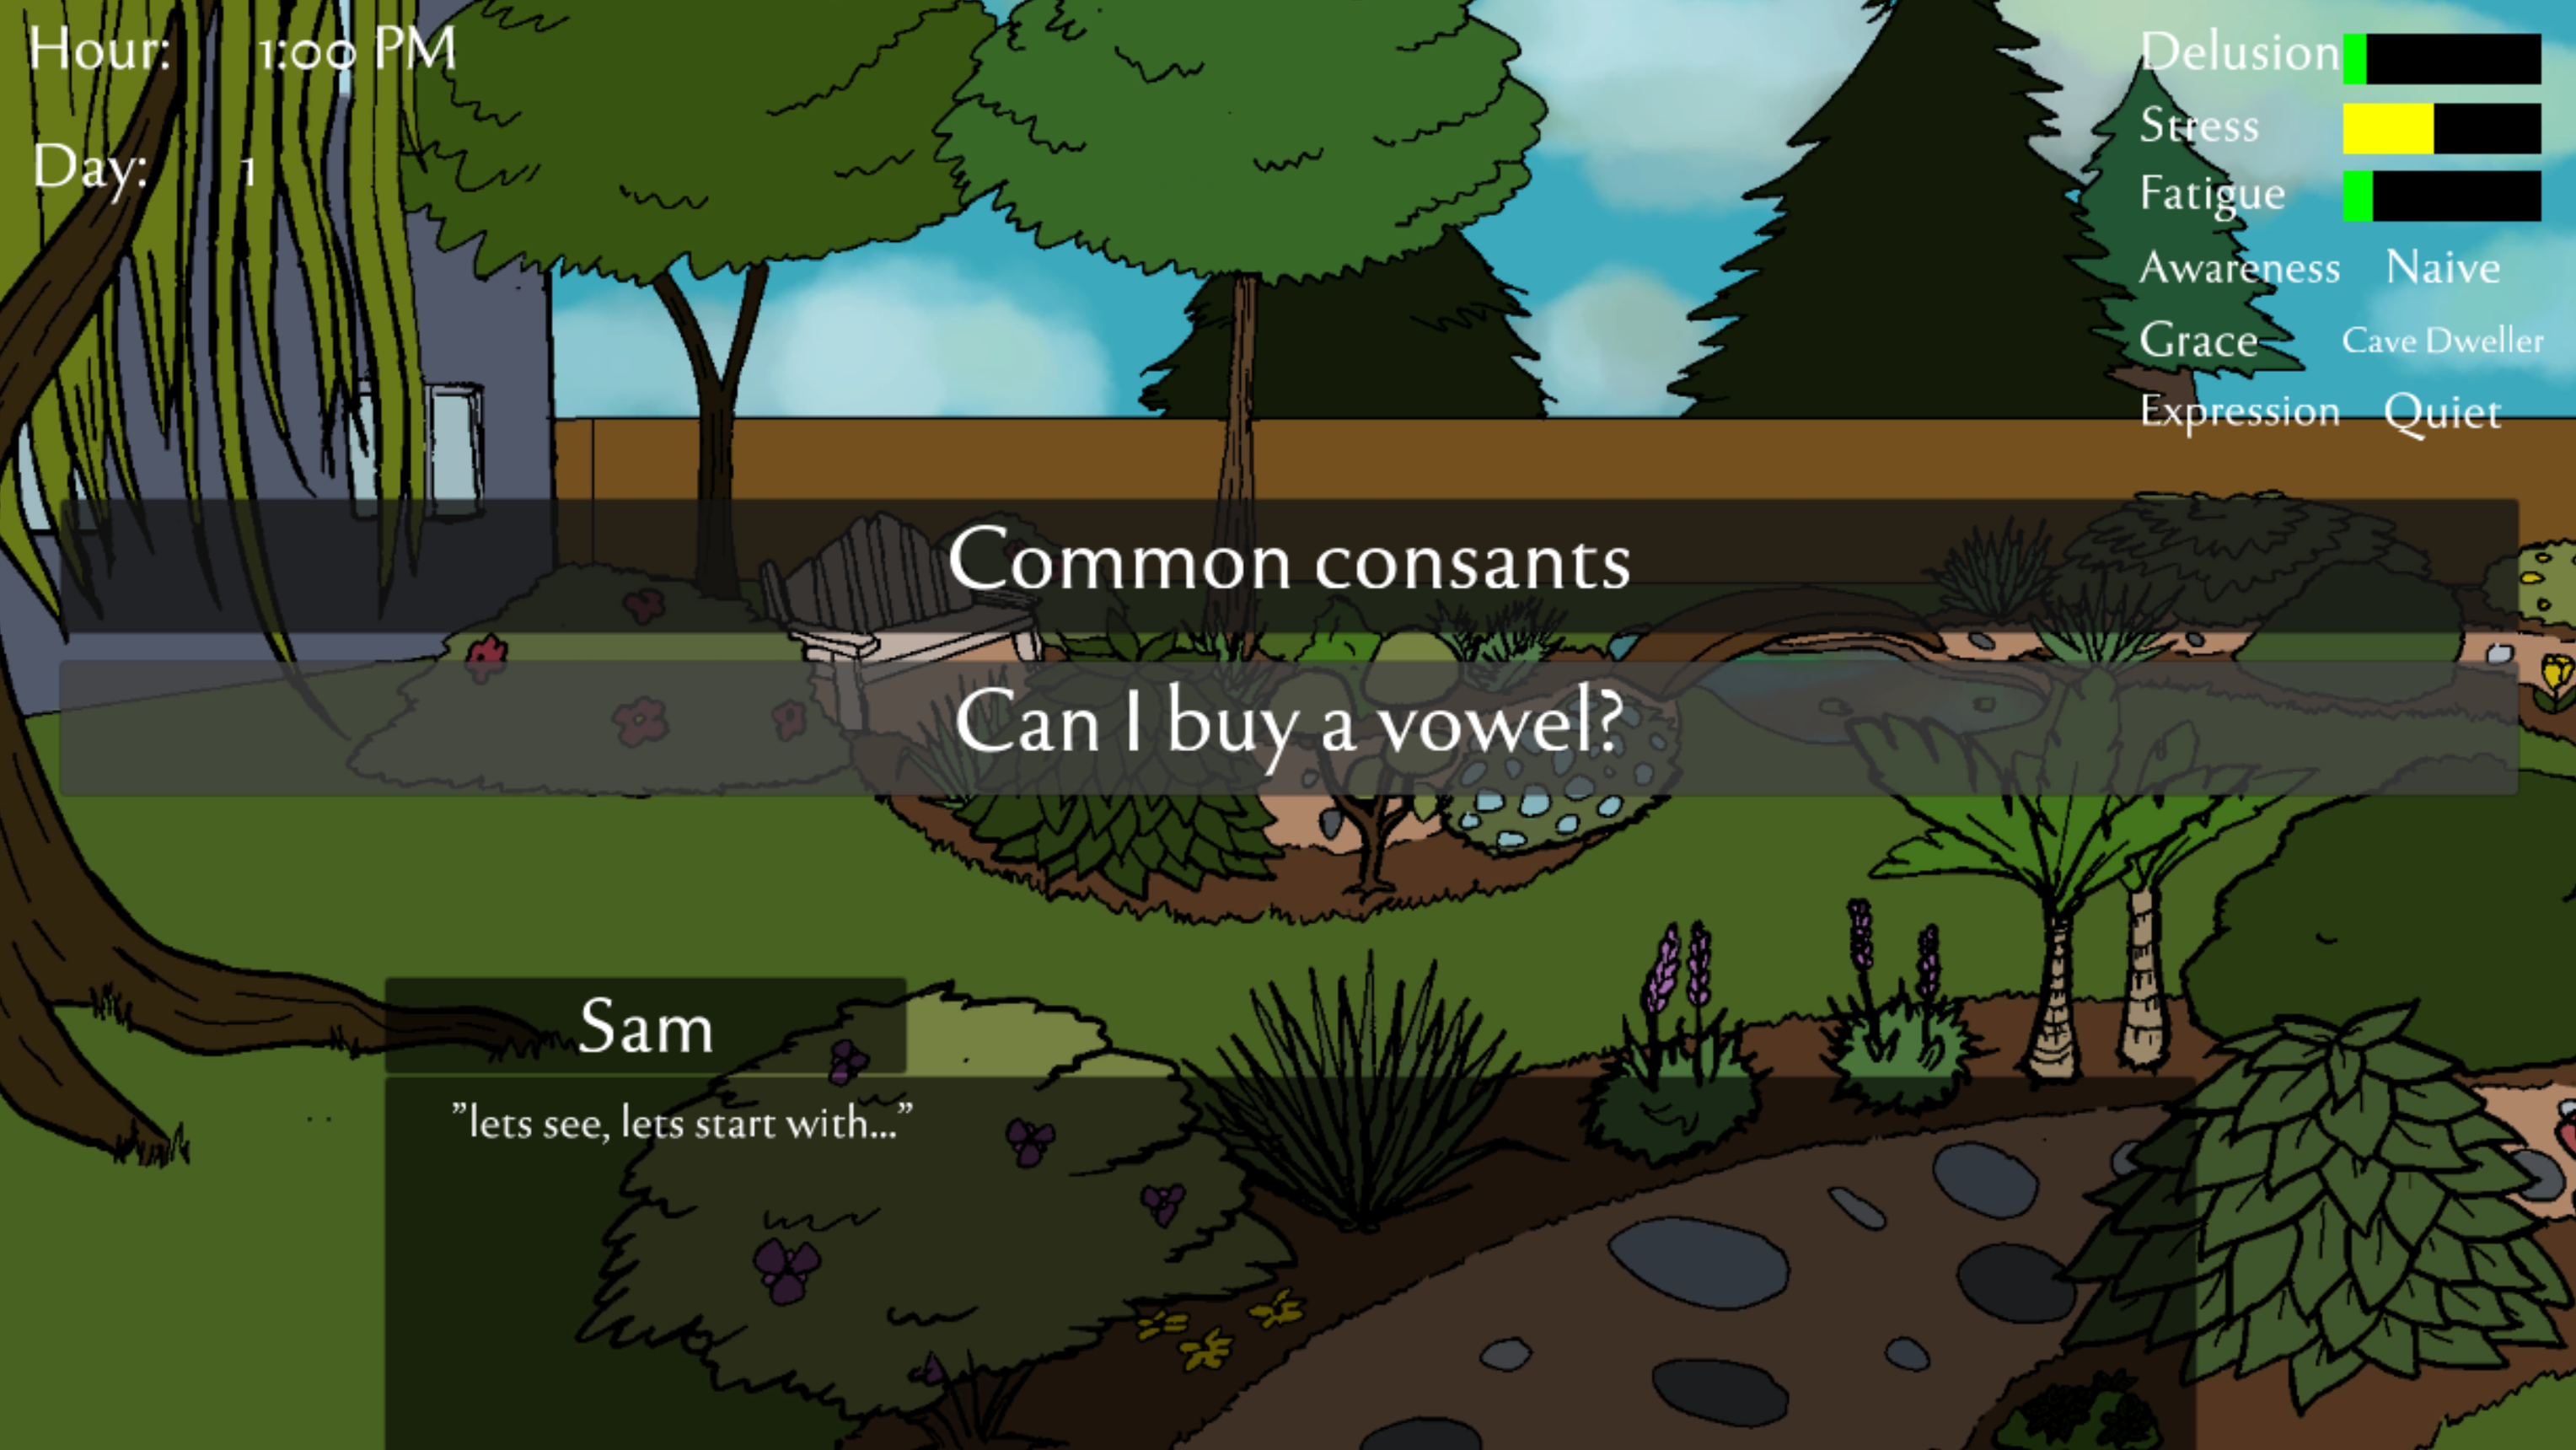 Hour: 1:00 PM
Day: 1
Delusion
Stress
Fatigue
Awareness Naive
Grace Cave Dweller
Expression Quiet
Common consants
Can I buy a vowel?
Sam
”lets see, lets start with...”